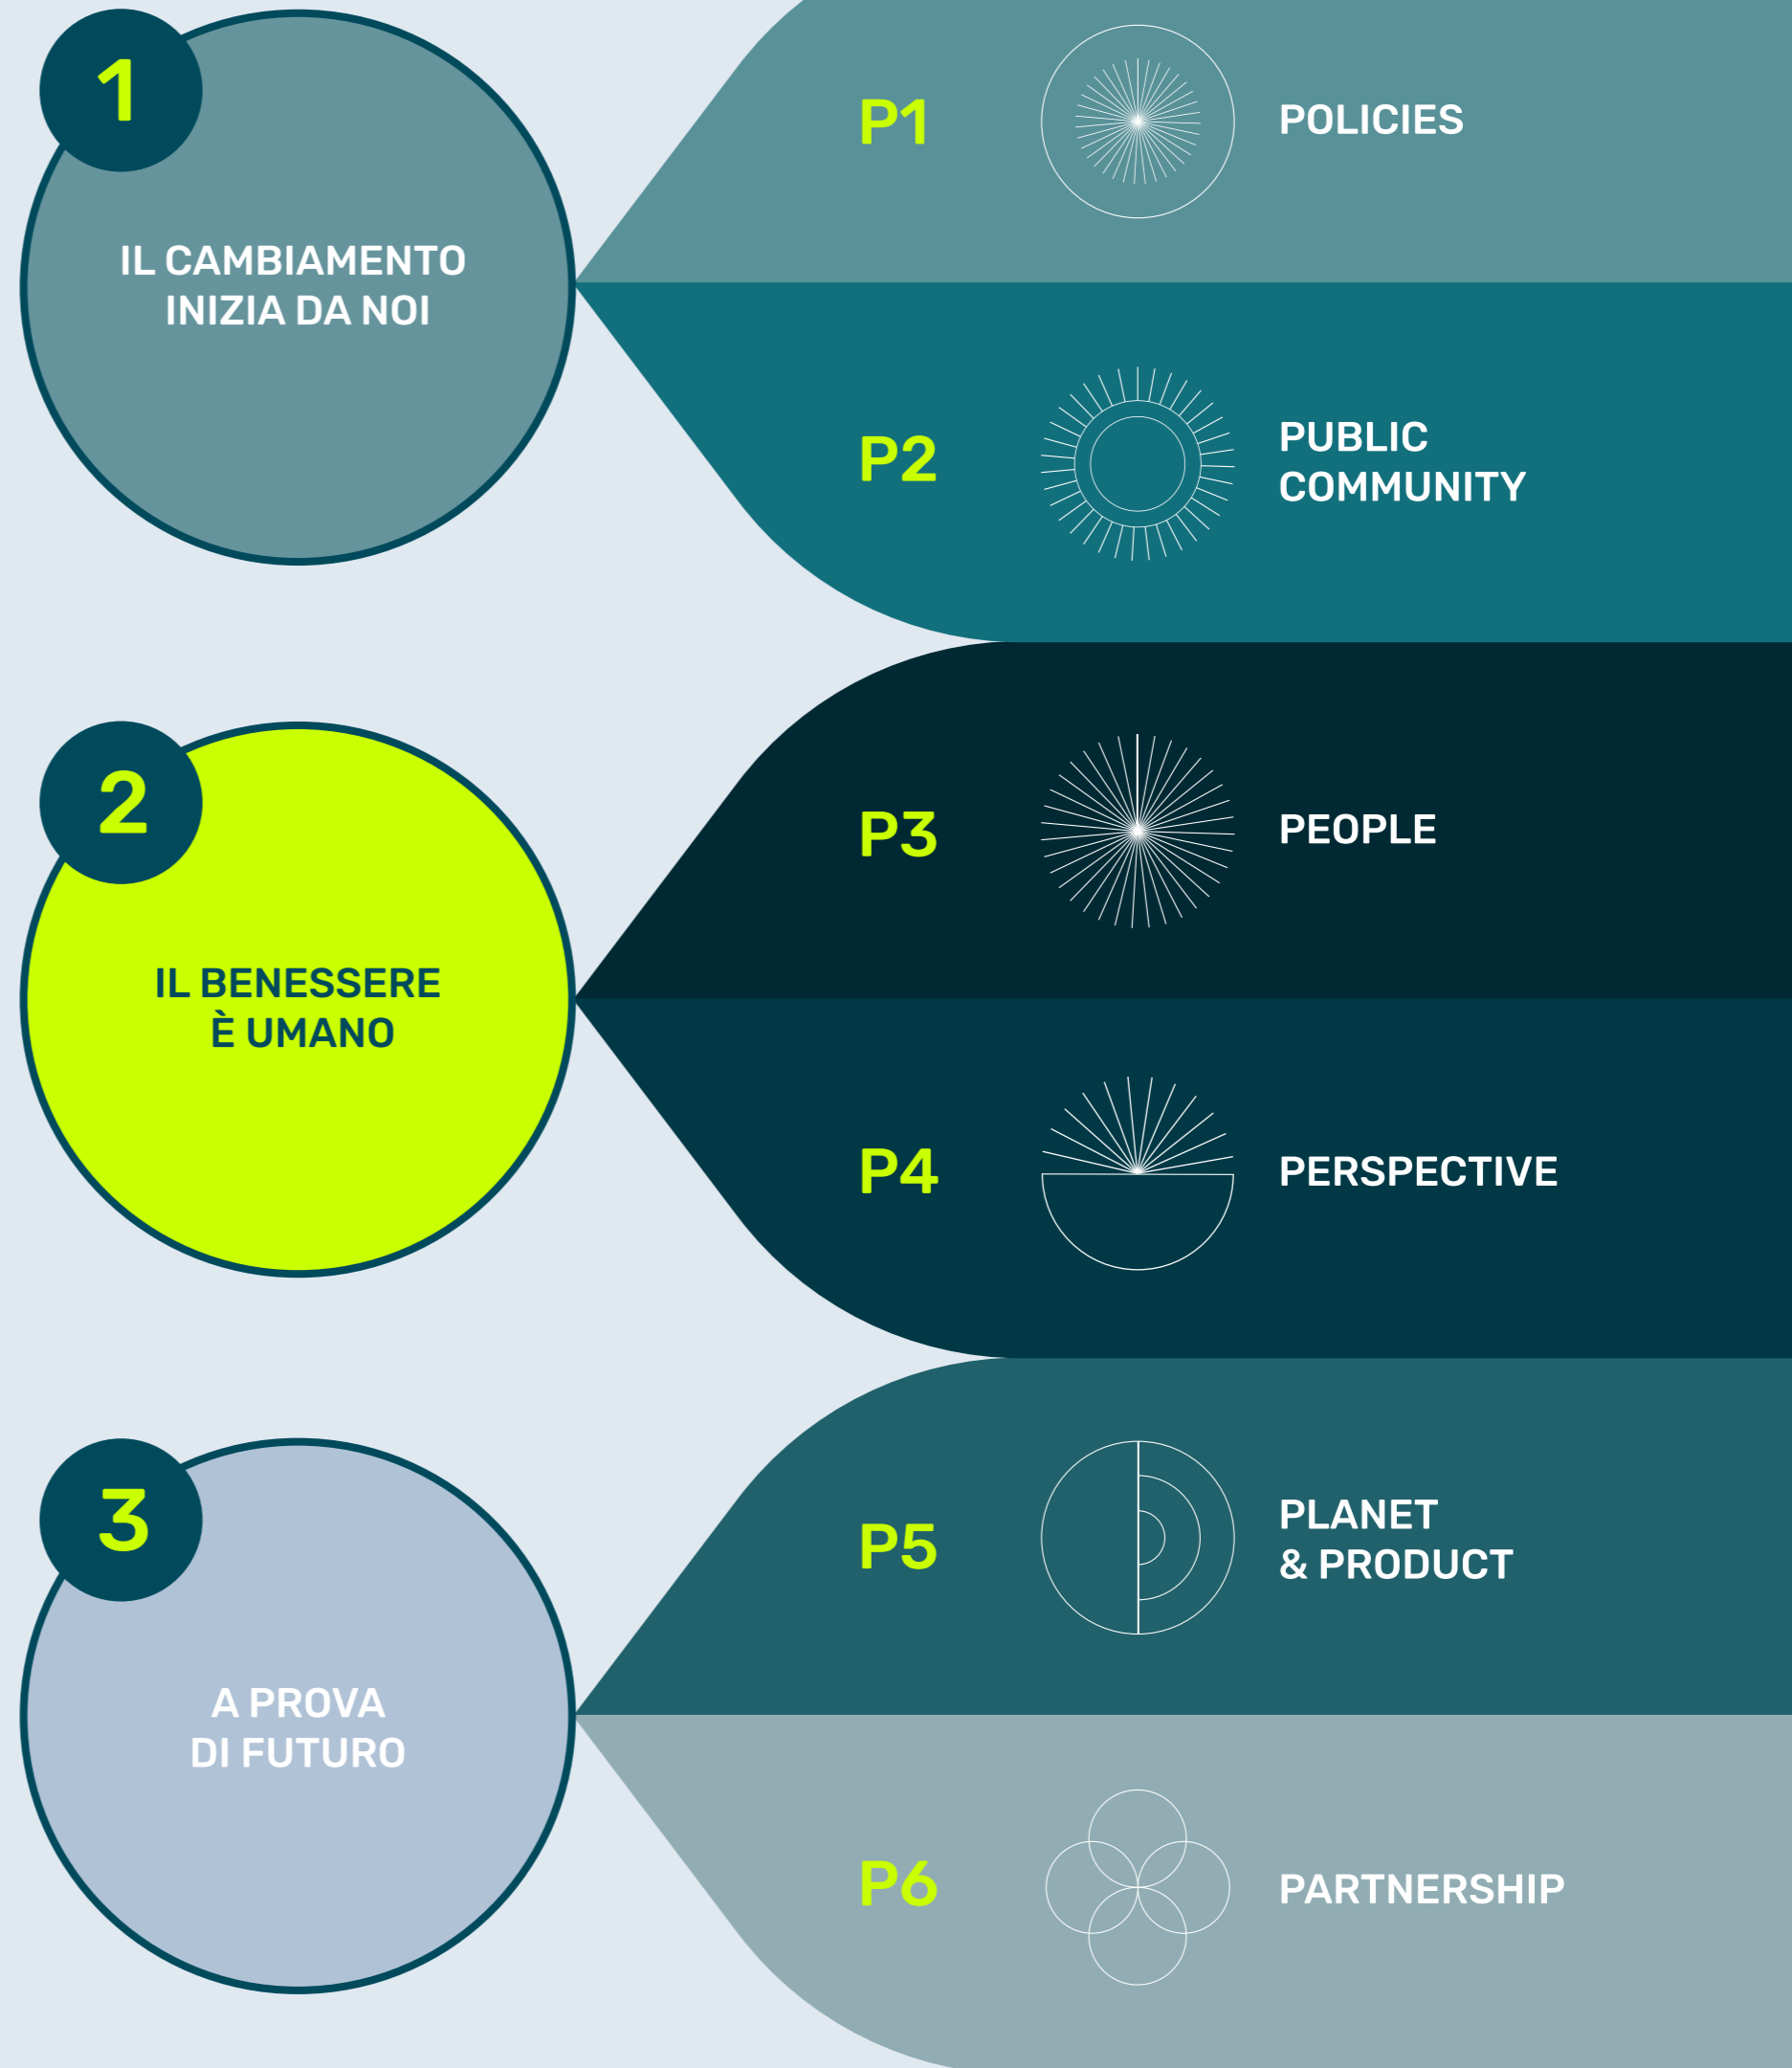 1
IL CAMBIAMENTO
INIZIA DA NOI
P1
POLICIES
P2
PUBLIC
COMMUNITY
2
IL BENESSERE
È UMANO
P3
PEOPLE
P4
PERSPECTIVE
3
A PROVA
DI FUTURO
P5
PLANET
& PRODUCT
P6
PARTNERSHIP